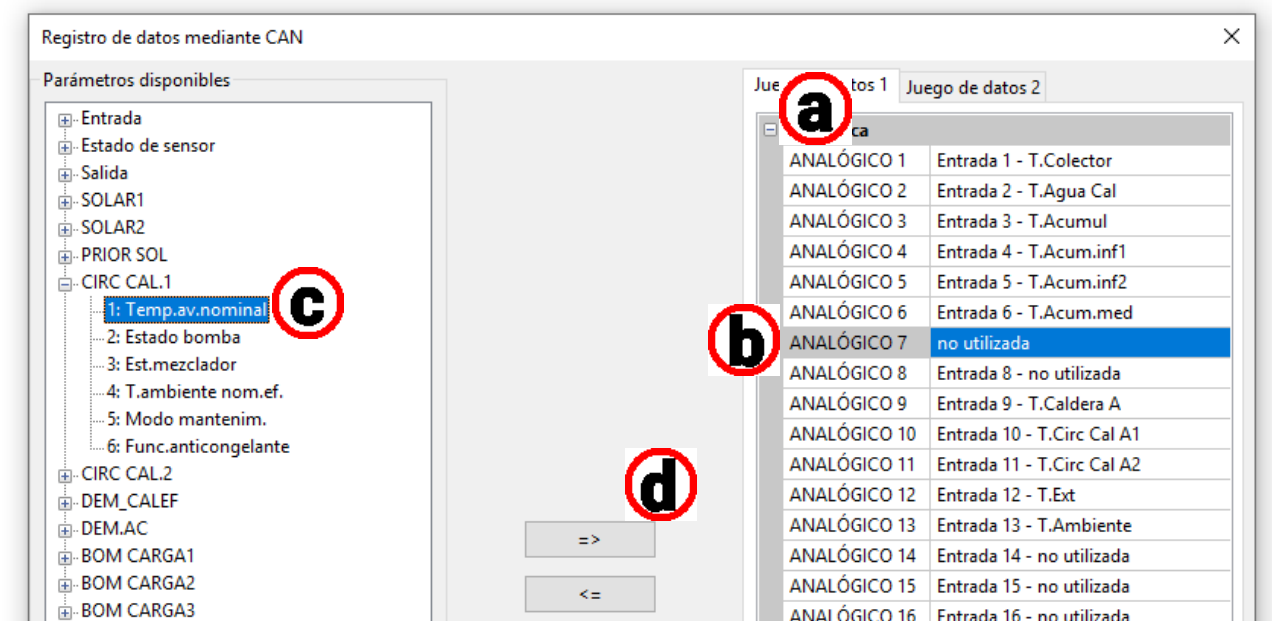 Registro de datos mediante CAN
Parámetros disponibles
Entrada
Estado de sensor
Salida
SOLAR1
SOLAR2
PRIOR SOL
CIRC CAL.1
1: Temp.av.nominal
c
2: Estado bomba
3: Est.mezclador
4: T.ambiente nom.ef.
5: Modo mantenim.
6: Func.anticongelante
CIRC CAL.2
DEM_CALEF
DEM.AC
BOM CARGA1
BOM CARGA2
BOM CARGA3
d
=>
<=
a
1
Juego de datos 2
ANALÓGICO 1 Entrada 1 - T.Colector
ANALÓGICO 2 Entrada 2 - T.Agua Cal
ANALÓGICO 3 Entrada 3 - T.Acumul
ANALÓGICO 4 Entrada 4 - T.Acum.inf1
ANALÓGICO 5 Entrada 5 - T.Acum.inf2
ANALÓGICO 6 Entrada 6 - T.Acum.med
b
ANALÓGICO 7 no utilizada
ANALÓGICO 8 Entrada 8 - no utilizada
ANALÓGICO 9 Entrada 9 - T.Caldera A
ANALÓGICO 10 Entrada 10 - T.Circ Cal A1
ANALÓGICO 11 Entrada 11 - T.Circ Cal A2
ANALÓGICO 12 Entrada 12 - T.Ext
ANALÓGICO 13 Entrada 13 - T.Ambiente
ANALÓGICO 14 Entrada 14 - no utilizada
ANALÓGICO 15 Entrada 15 - no utilizada
ANALÓGICO 16 Entrada 16 - no utilizada